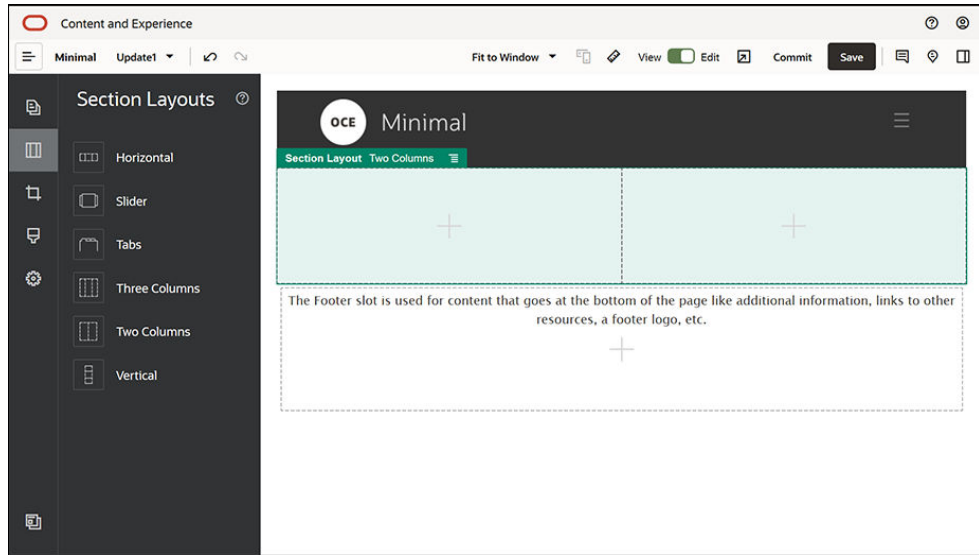 Content and Experience
Minimal Update1 Fit to Window View Edit Commit Save
Section Layouts
Horizontal
Slider
Tabs
Three Columns
Two Columns
Vertical
OCE Minimal
Section Layout Two Columns
The Footer slot is used for content that goes at the bottom of the page like additional information, links to other
resources, a footer logo, etc.